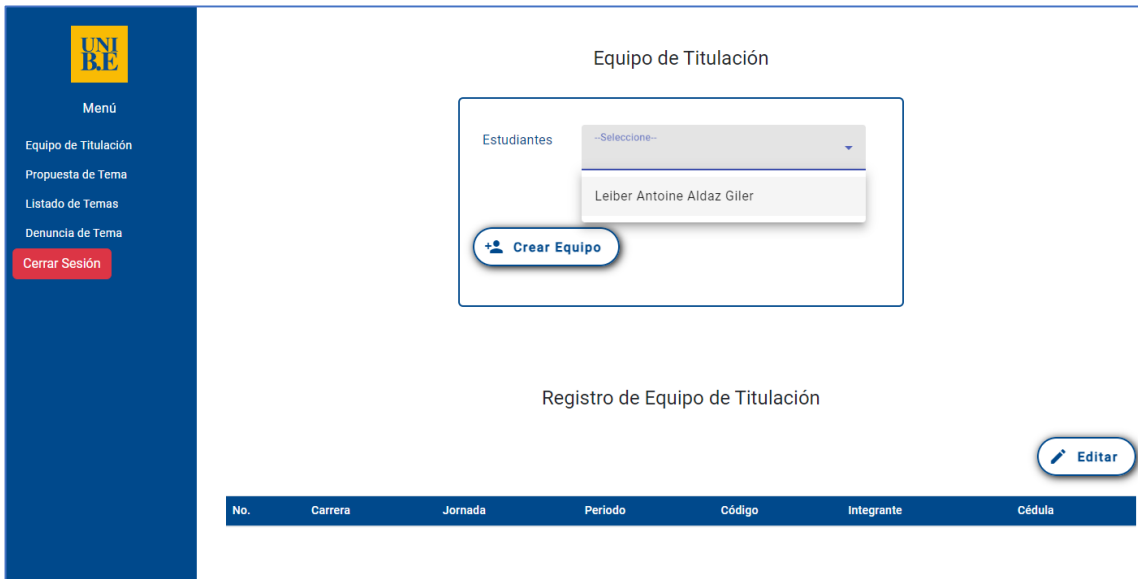 UNI
B.E
Menú
Equipo de Titulación
Propuesta de Tema
Listado de Temas
Denuncia de Tema
Cerrar Sesión
Equipo de Titulación
Estudiantes
--Seleccione--
Leiber Antoine Aldaz Giler
Crear Equipo
Registro de Equipo de Titulación
Editar
No. Carrera Jornada Periodo Código Integrante Cédula